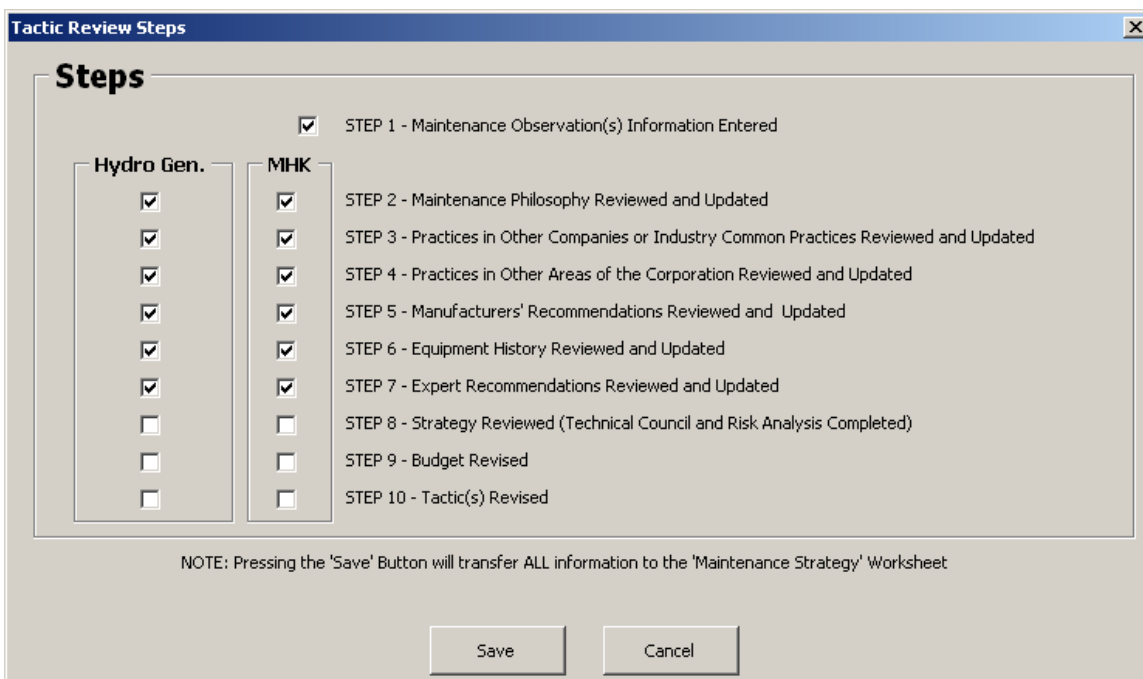 Tactic Review Steps
Steps
STEP 1 - Maintenance Observation(s) Information Entered
Hydro Gen. MHK
STEP 2 - Maintenance Philosophy Reviewed and Updated
STEP 3 - Practices in Other Companies or Industry Common Practices Reviewed and Updated
STEP 4 - Practices in Other Areas of the Corporation Reviewed and Updated
STEP 5 - Manufacturers' Recommendations Reviewed and Updated
STEP 6 - Equipment History Reviewed and Updated
STEP 7 - Expert Recommendations Reviewed and Updated
STEP 8 - Strategy Reviewed (Technical Council and Risk Analysis Completed)
STEP 9 - Budget Revised
STEP 10 - Tactic(s) Revised
NOTE: Pressing the 'Save' Button will transfer ALL information to the 'Maintenance Strategy' Worksheet
Save Cancel